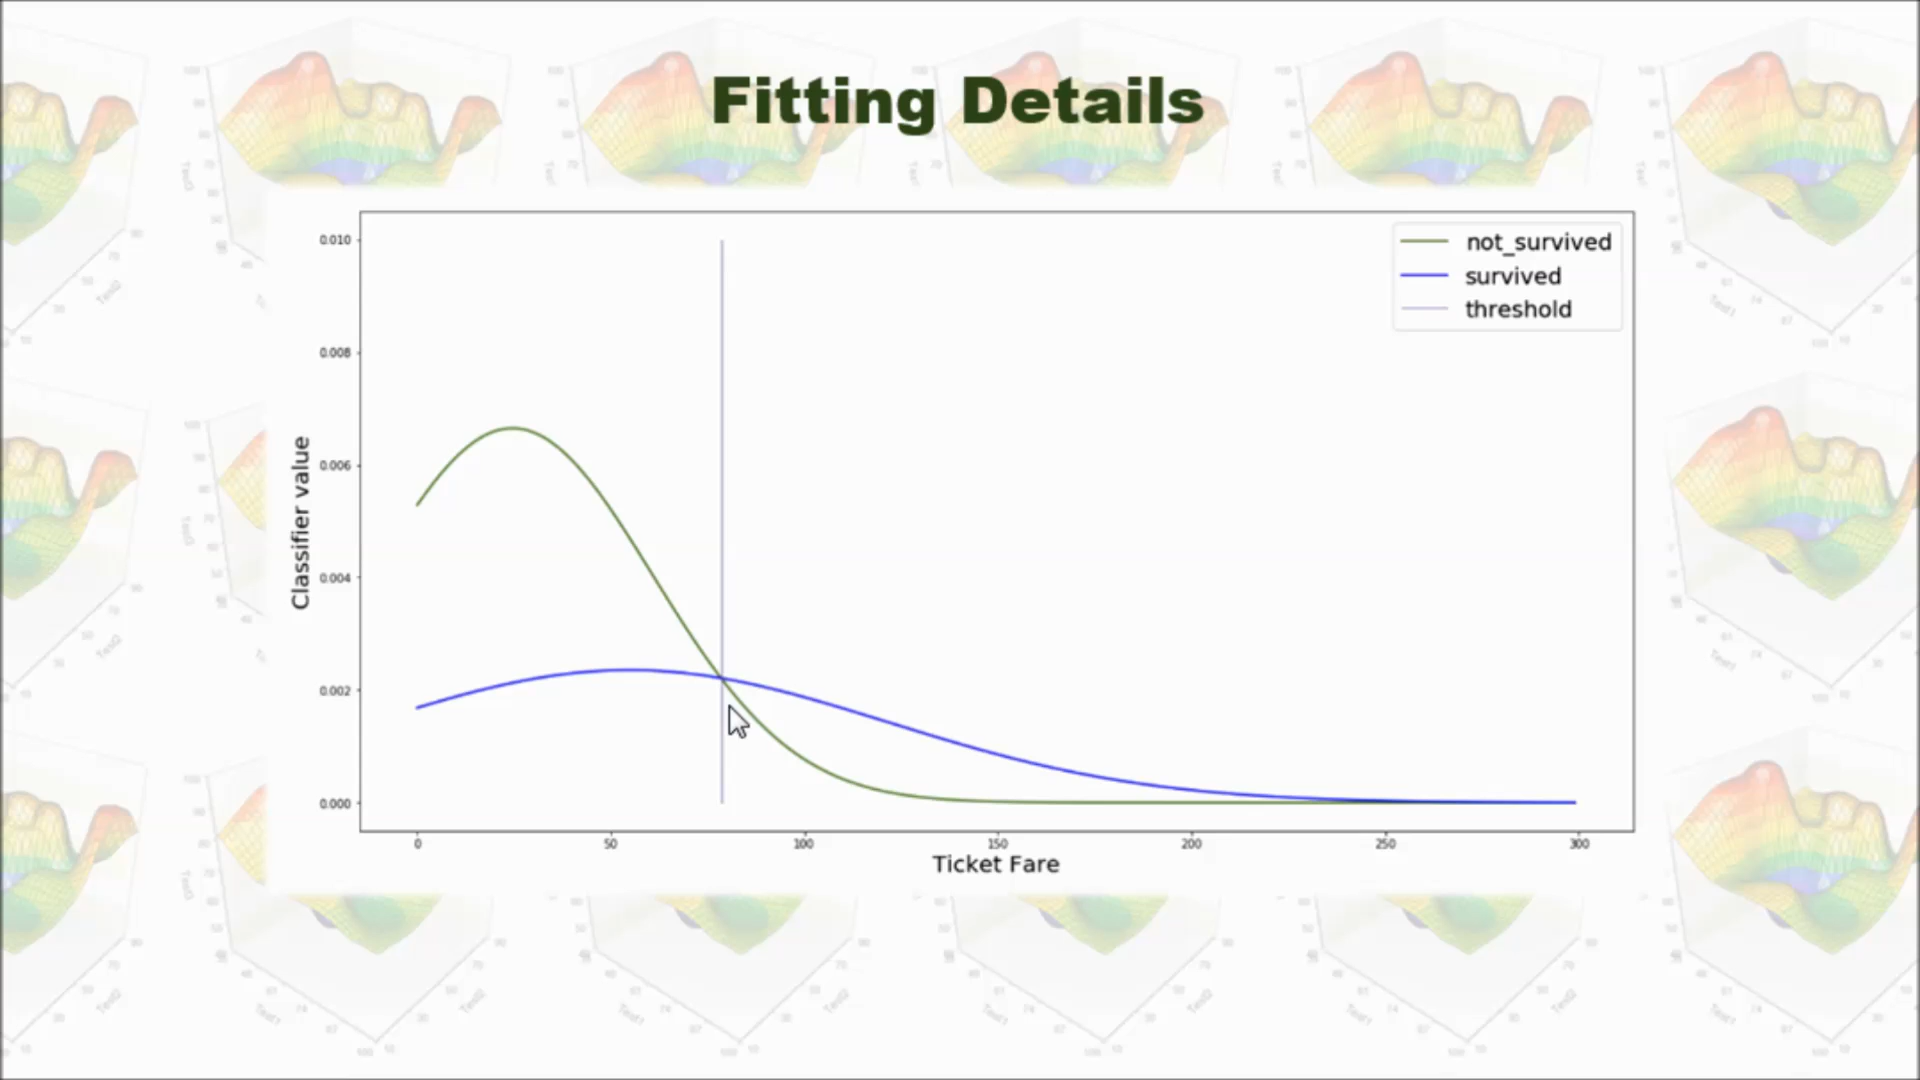 Fitting Details
0.010
0.008
0.006
0.004
0.002
0.000
Classifier value
not_survived
survived
threshold
0 50 100 150 200 250 300
Ticket Fare